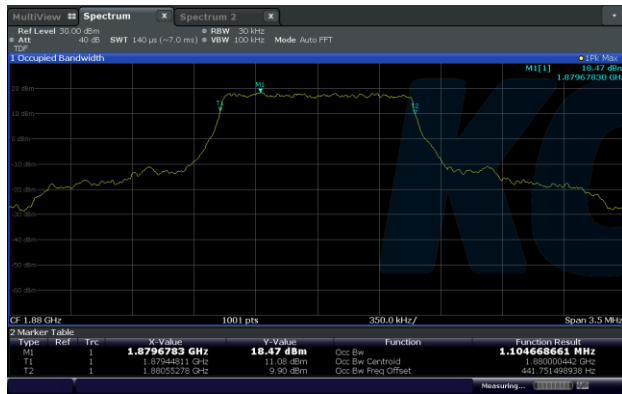 MultiView Spectrum X Spectrum 2 X
Ref Level 30.00 dBm RBW 30 kHz
Att 40 dB SWT 140 µs (~7.0 ms) VBW 100 kHz Mode Auto FFT
TDF
1 Occupied Bandwidth 1Pk Max
M1[1] 18.47 dBm
1.87967830 GHz
M1
20 dBm
T1 T2
10 dBm
0 dBm
-10 dBm
-20 dBm
-30 dBm
-40 dBm
-50 dBm
-60 dBm
CF 1.88 GHz 1001 pts 350.0 kHz/ Span 3.5 MHz
2 Marker Table
Type Ref Trc X-Value Y-Value Function Function Result
M1 1 1.8796783 GHz 18.47 dBm Occ Bw 1.104668661 MHz
T1 1 1.87944811 GHz 11.08 dBm Occ Bw Centroid 1.880000442 GHz
T2 1 1.88055278 GHz 9.90 dBm Occ Bw Freq Offset 441.751498938 Hz
Measuring...